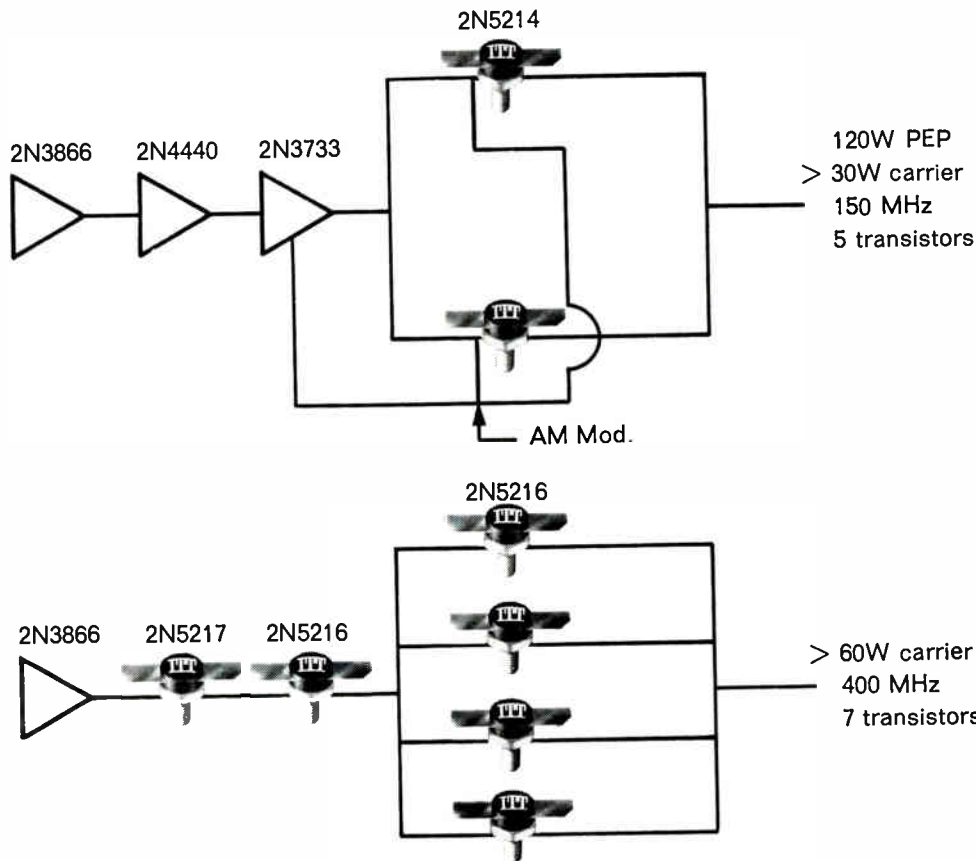 2N5214
ITT
2N3866 2N4440 2N3733
120W PEP
> 30W carrier
150 MHz
5 transistors
ITT
AM Mod.
2N5216
ITT
2N3866 2N5217 2N5216
ITT
ITT
ITT
> 60W carrier
400 MHz
7 transistors
ITT
ITT